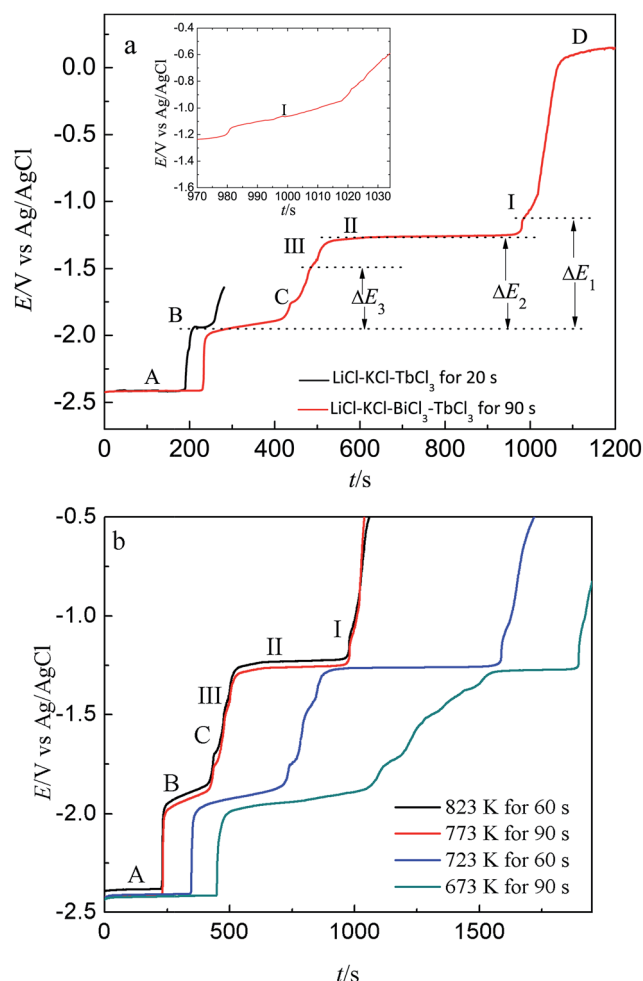 a
E/V vs Ag/AgCl
0.0
-0.5
-1.0
-1.5
-2.0
-2.5
0 200 400 600 800 1000 1200
t/s
E/V vs Ag/AgCl
-0.4
-0.6
-0.8
-1.0
-1.2
-1.4
-1.6
970 980 990 1000 1010 1020 1030
t/s
I
D
I
II
III
C
B
A
ΔE3
ΔE2
ΔE1
LiCl-KCl-TbCl3 for 20 s
LiCl-KCl-BiCl3-TbCl3 for 90 s
b
E/V vs Ag/AgCl
-0.5
-1.0
-1.5
-2.0
-2.5
0 500 1000 1500
t/s
I
II
III
C
B
A
823 K for 60 s
773 K for 90 s
723 K for 60 s
673 K for 90 s